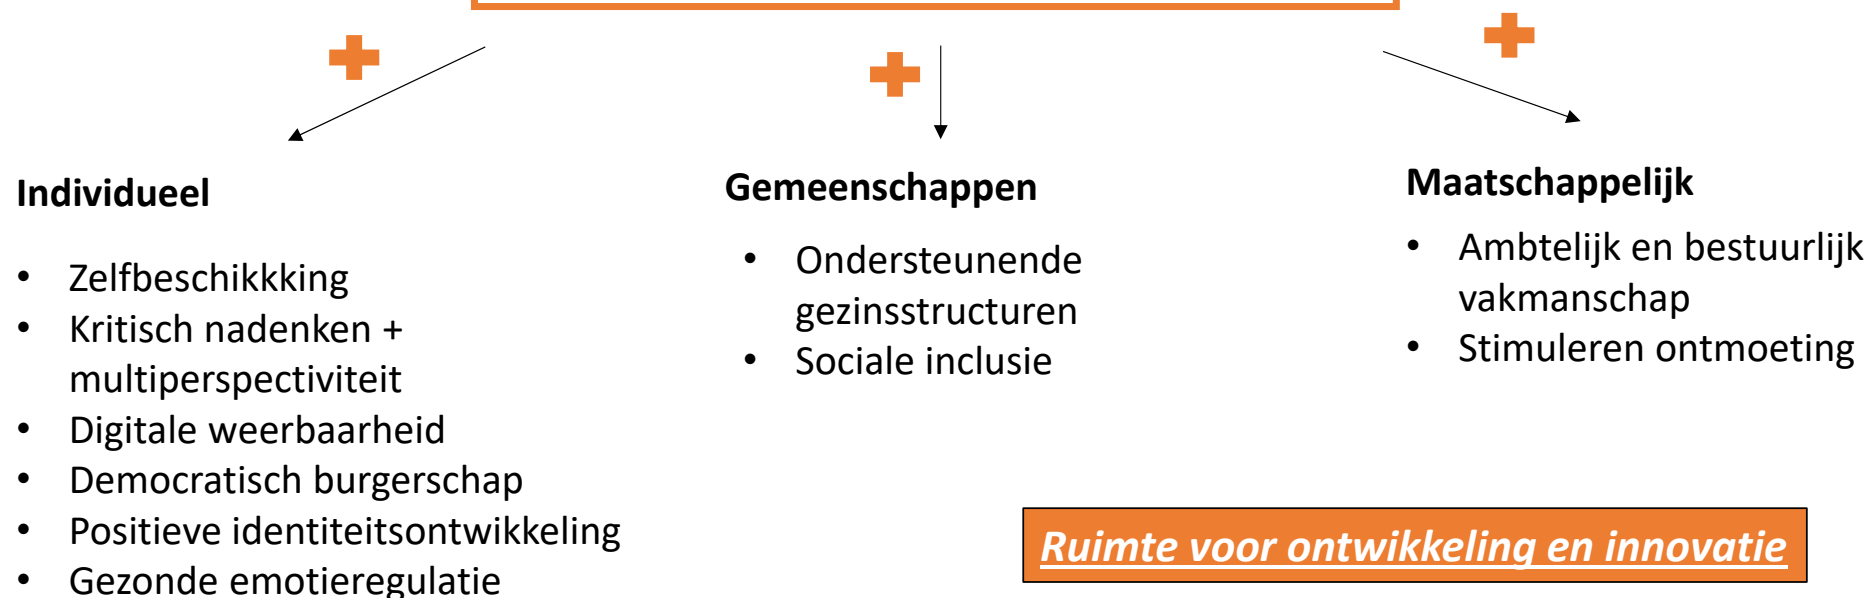 Individueel
• Zelfbeschikkking
• Kritisch nadenken +
multiperspectiviteit
• Digitale weerbaarheid
• Democratisch burgerschap
• Positieve identiteitsontwikkeling
• Gezonde emotieregulatie
Gemeenschappen
• Ondersteunende
gezinsstructuren
• Sociale inclusie
Maatschappelijk
• Ambtelijk en bestuurlijk
vakmanschap
• Stimuleren ontmoeting
Ruimte voor ontwikkeling en innovatie